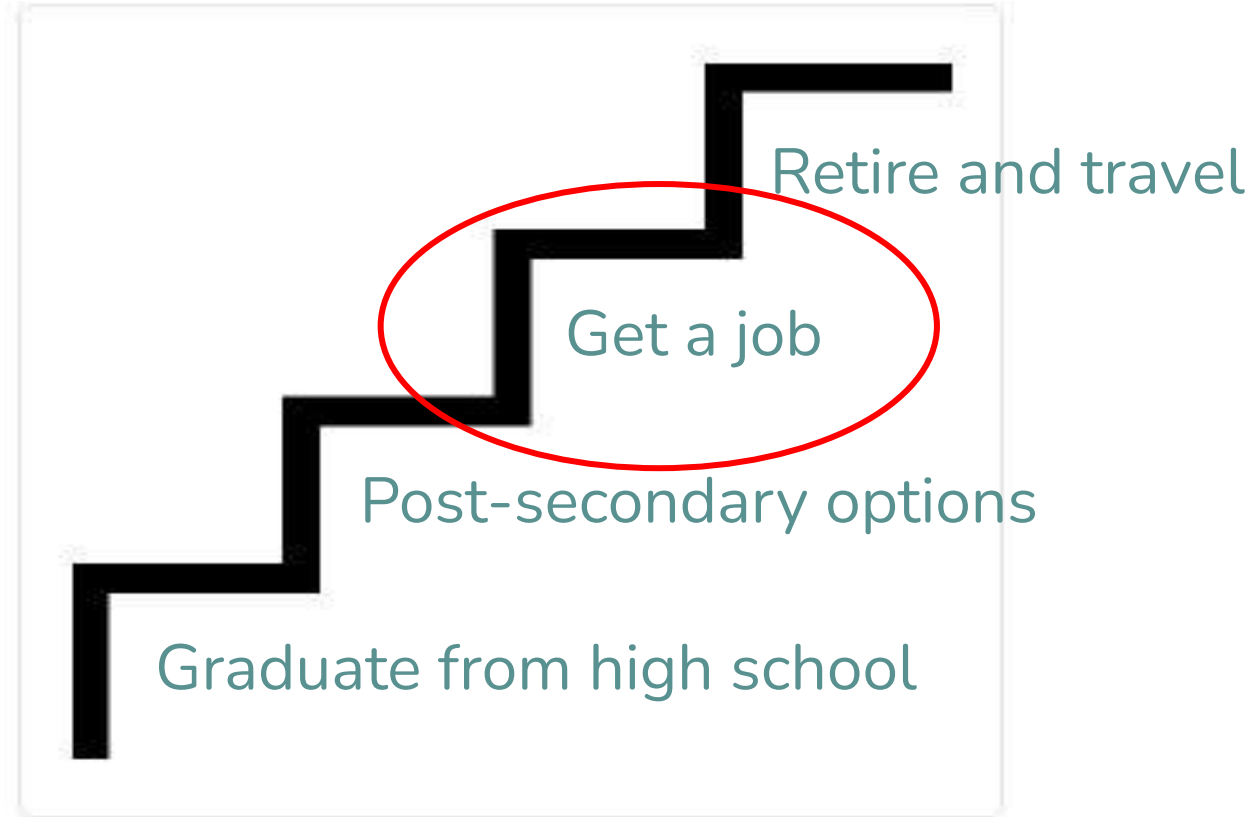 Retire and travel
Get a job
Post-secondary options
Graduate from high school